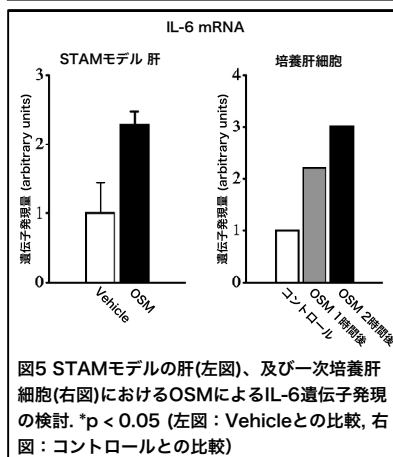 IL-6 mRNA
STAMモデル 肝
培養肝細胞
遺伝子発現量 (arbitrary units)
3
2
1
0
Vehicle
OSM
遺伝子発現量 (arbitrary units)
4
3
2
1
0
コントロール
OSM 1時間後
OSM 2時間後
図5 STAMモデルの肝(左図)、及び一次培養肝
細胞(右図)におけるOSMによるIL-6遺伝子発現
の検討. *p < 0.05 (左図：Vehicleとの比較, 右
図：コントロールとの比較）